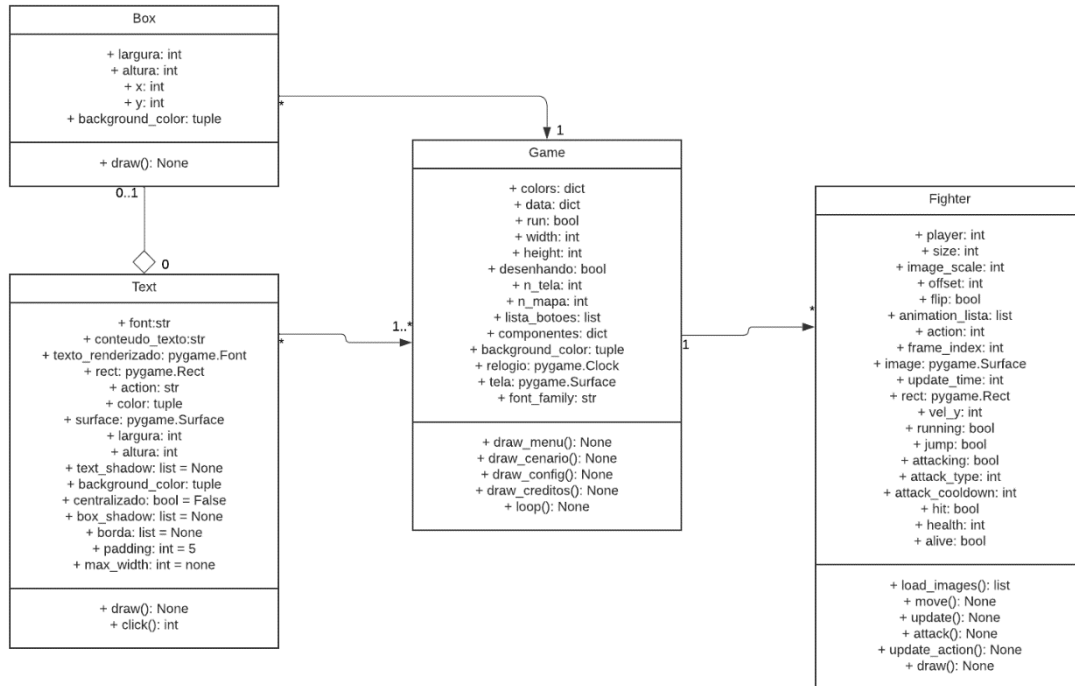 Box
+ largura: int
+ altura: int
+ x: int
+ y: int
+ background_color: tuple
+ draw(): None
*
0..1
0
1
Text
+ font:str
+ conteudo_texto:str
+ texto_renderizado: pygame.Font
+ rect: pygame.Rect
+ action: str
+ color: tuple
+ surface: pygame.Surface
+ largura: int
+ altura: int
+ text_shadow: list = None
+ background_color: tuple
+ centralizado: bool = False
+ box_shadow: list = None
+ borda: list = None
+ padding: int = 5
+ max_width: int = none
+ draw(): None
+ click(): int
*
1..*
Game
+ colors: dict
+ data: dict
+ run: bool
+ width: int
+ height: int
+ desenhando: bool
+ n_tela: int
+ n_mapa: int
+ lista_botoes: list
+ componentes: dict
+ background_color: tuple
+ relogio: pygame.Clock
+ tela: pygame.Surface
+ font_family: str
+ draw_menu(): None
+ draw_cenario(): None
+ draw_config(): None
+ draw_creditos(): None
+ loop(): None
1
*
Fighter
+ player: int
+ size: int
+ image_scale: int
+ offset: int
+ flip: bool
+ animation_lista: list
+ action: int
+ frame_index: int
+ image: pygame.Surface
+ update_time: int
+ rect: pygame.Rect
+ vel_y: int
+ running: bool
+ jump: bool
+ attacking: bool
+ attack_type: int
+ attack_cooldown: int
+ hit: bool
+ health: int
+ alive: bool
+ load_images(): list
+ move(): None
+ update(): None
+ attack(): None
+ update_action(): None
+ draw(): None